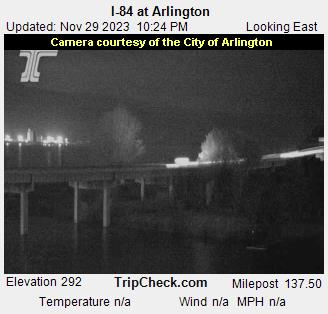 I-84 at Arlington
Updated: Nov 29 2023 10:24 PM Looking East
Camera courtesy of the City of Arlington
Elevation 292 TripCheck.com Milepost 137.50
Temperature n/a Wind n/a MPH n/a